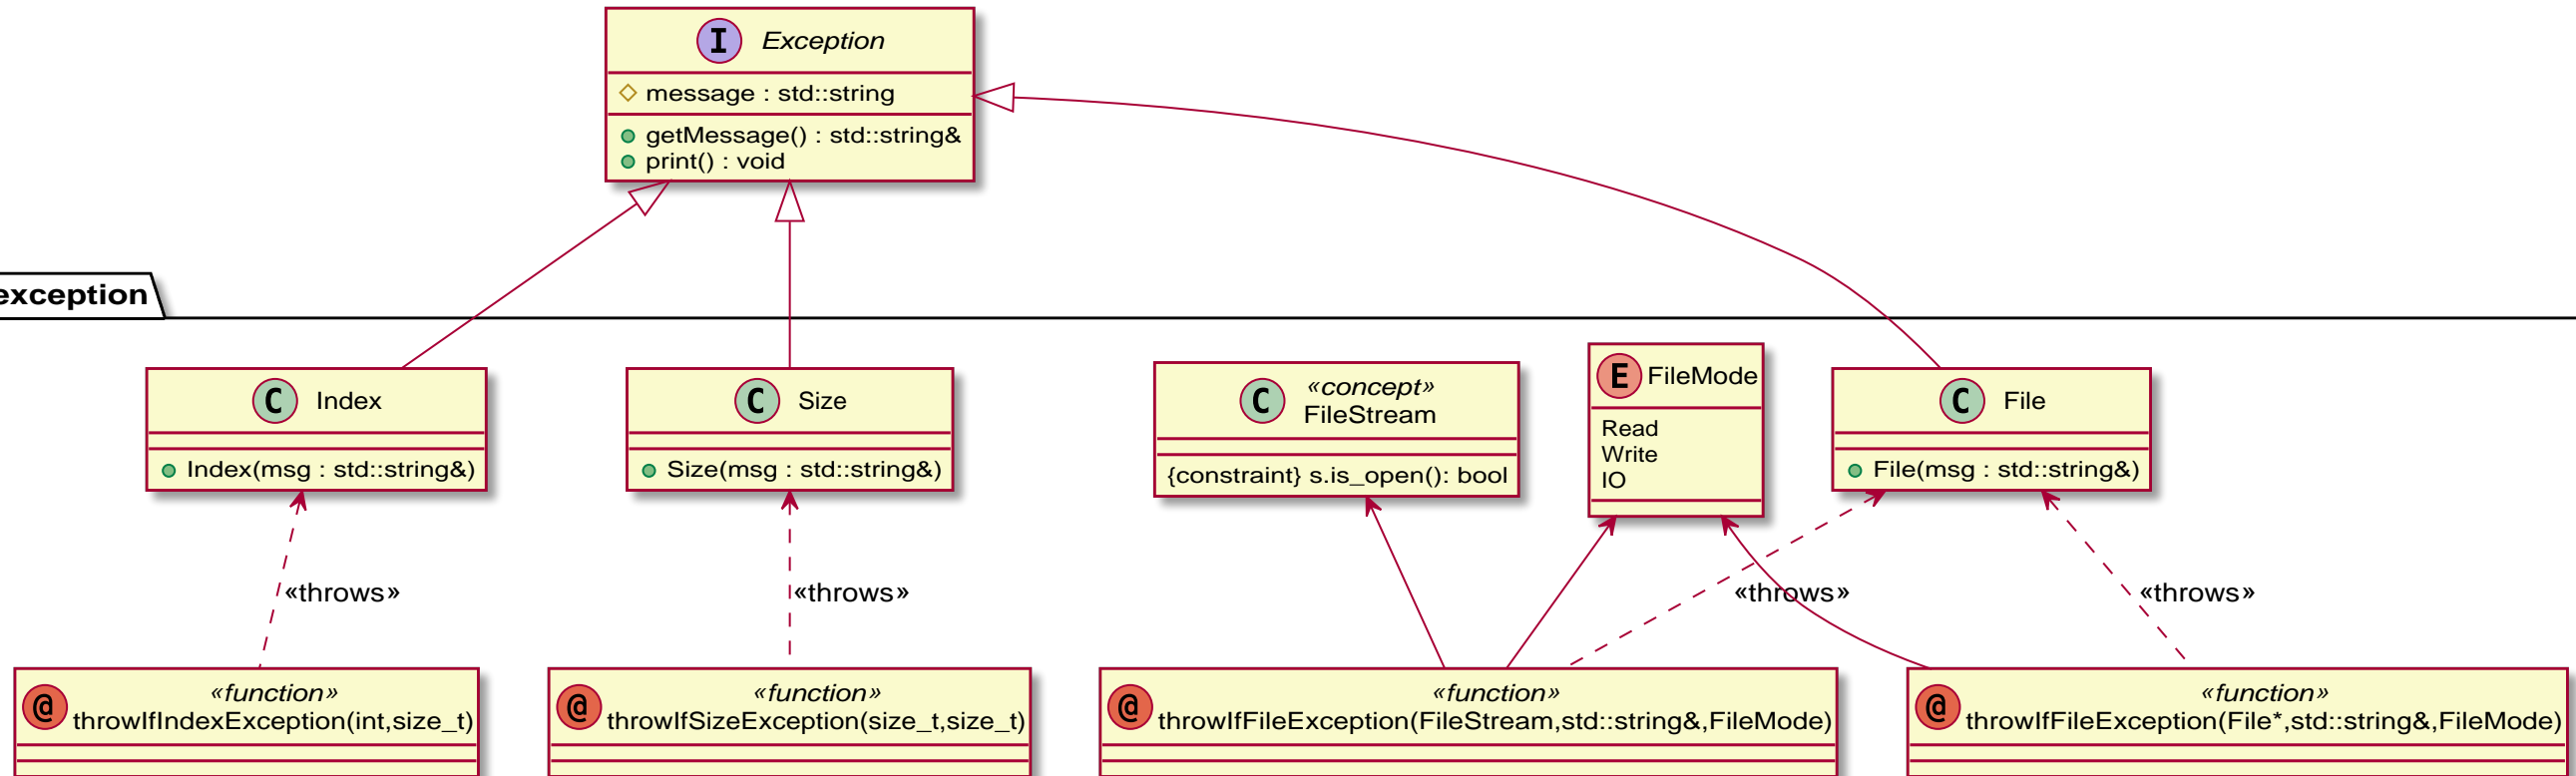 I Exception
message : std::string
getMessage() : std::string&
print() : void
exception
C Index
Index(msg : std::string&)
C Size
Size(msg : std::string&)
C «concept»
FileStream
{constraint} s.is_open(): bool
E FileMode
Read
Write
IO
C File
File(msg : std::string&)
«throws»
«throws»
«throws»
«throws»
@ «function»
throwIfIndexException(int,size_t)
@ «function»
throwIfSizeException(size_t,size_t)
@ «function»
throwIfFileException(FileStream,std::string&,FileMode)
@ «function»
throwIfFileException(File*,std::string&,FileMode)